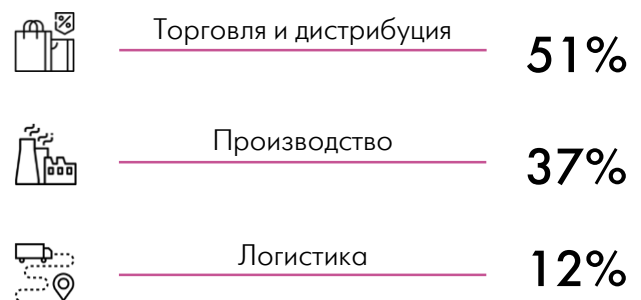 Торговля и дистрибуция
51%
Производство
37%
Логистика
12%